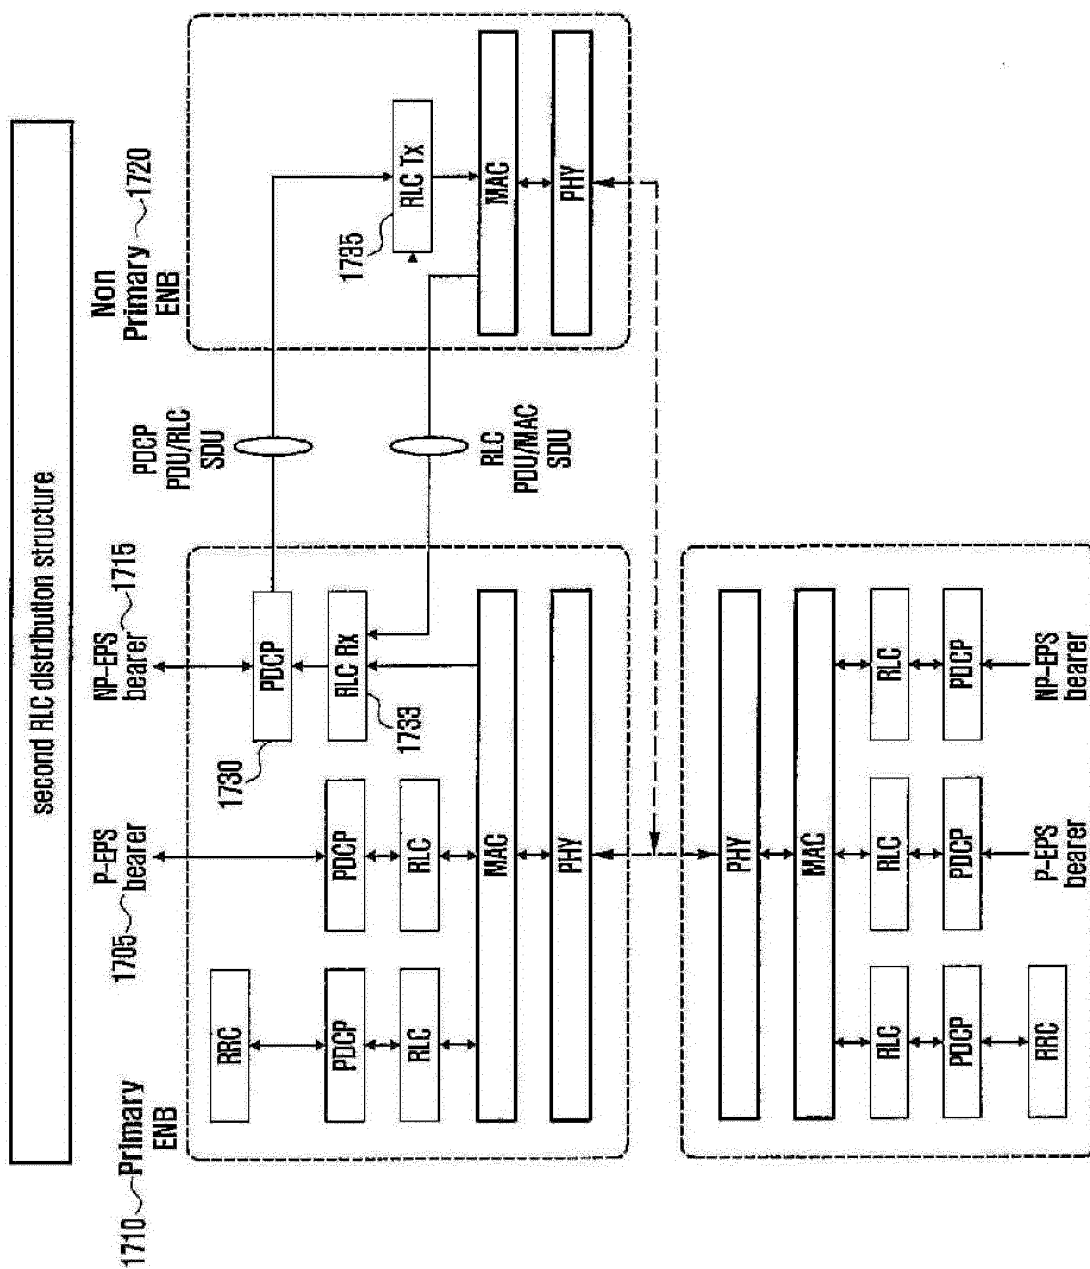 second RLC distribution structure
1710
Primary
ENB
1705
P-EPS
bearer
NP-EPS
bearer
1715
PDCP
PDU/RLC
SDU
Non
Primary
ENB
1720
RRC
PDCP
RLC
PDCP
RLC
1730
PDCP
RLC Rx
1733
MAC
PHY
RLC
PDU/MAC
SDU
1735
RLC Tx
MAC
PHY
PHY
MAC
RLC
RLC
RLC
PDCP
PDCP
PDCP
RRC
P-EPS
bearer
NP-EPS
bearer